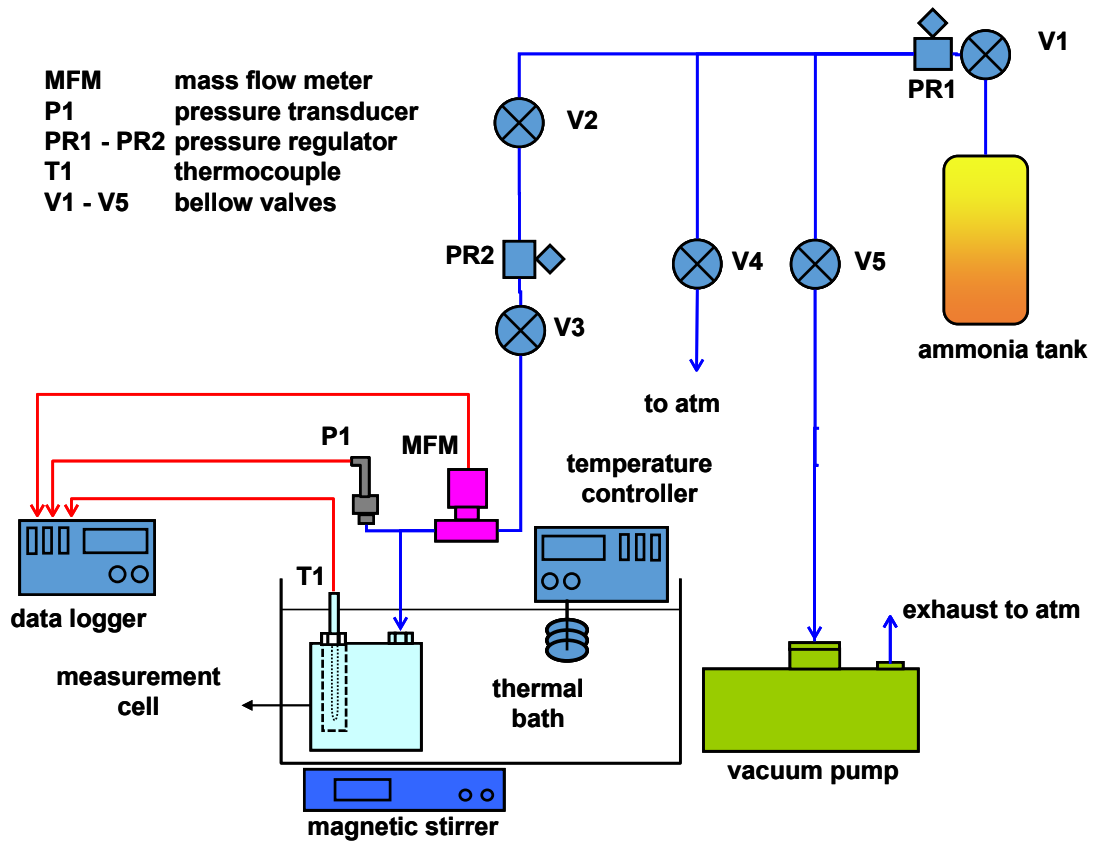 MFM mass flow meter
P1 pressure transducer
PR1 - PR2 pressure regulator
T1 thermocouple
V1 - V5 bellow valves
V1
PR1
V2
PR2
V4
V5
V3
ammonia tank
to atm
P1
MFM
temperature
controller
T1
data logger
exhaust to atm
measurement
cell
thermal
bath
vacuum pump
magnetic stirrer